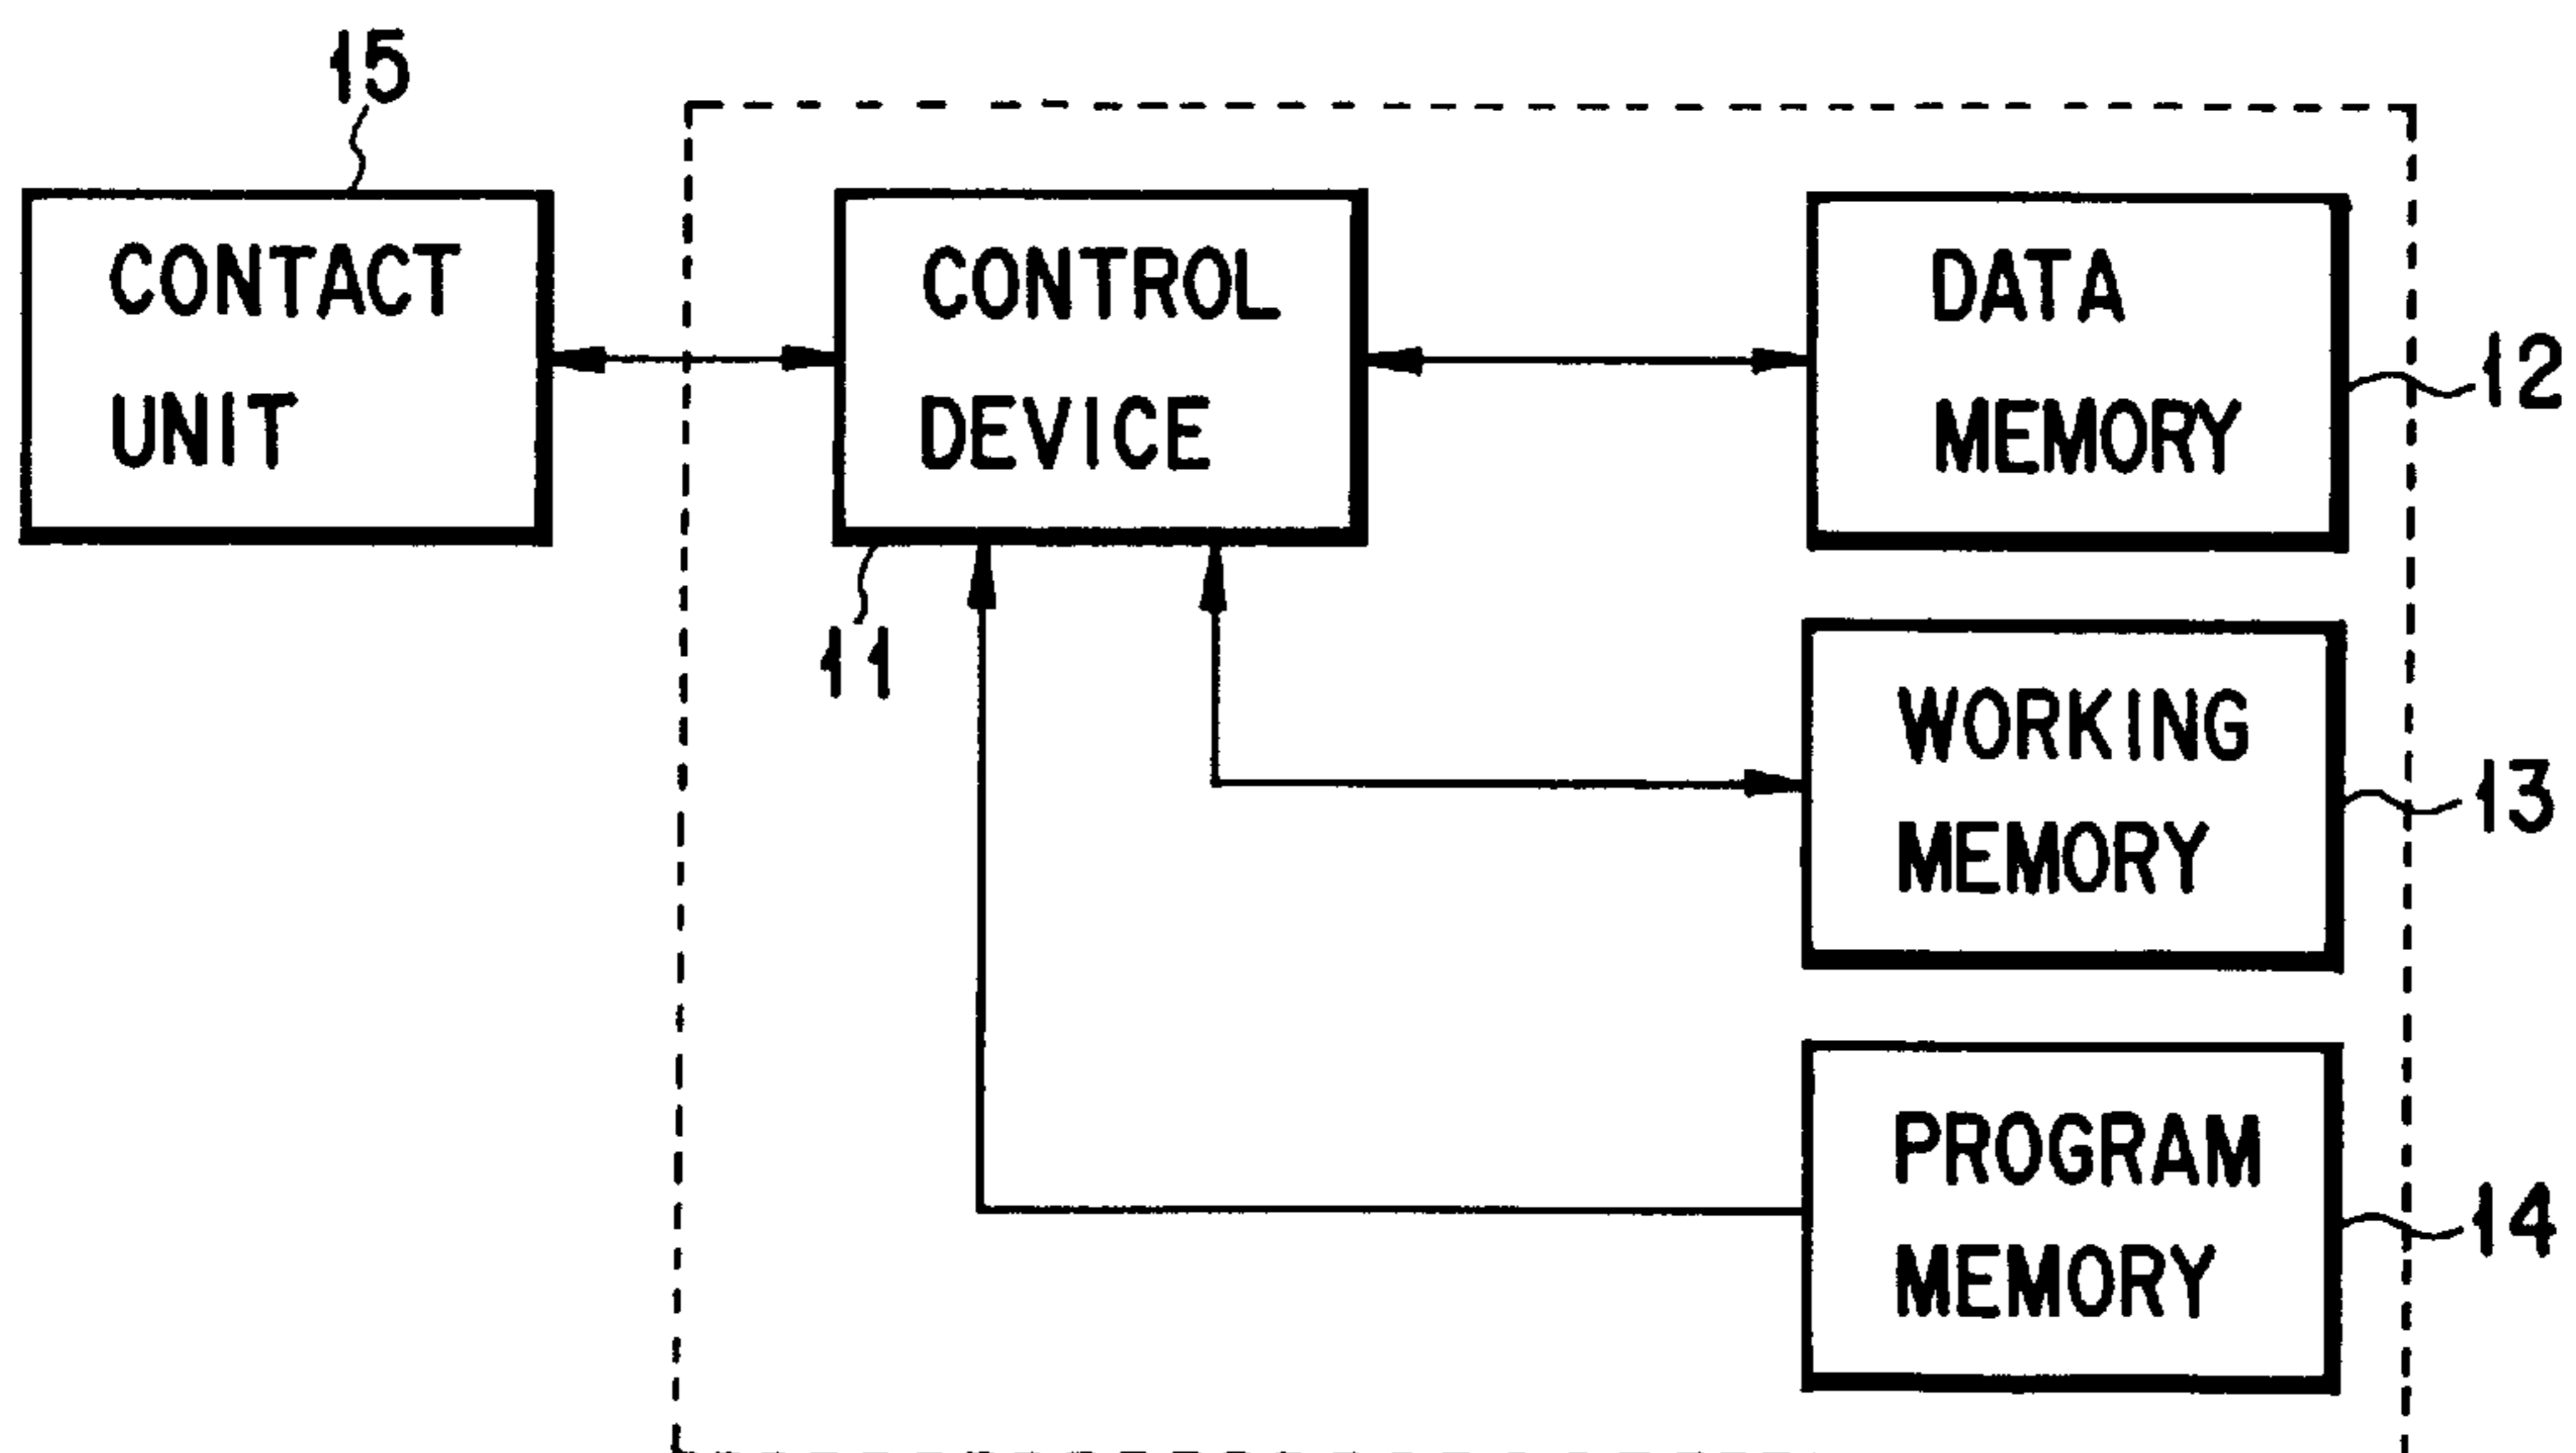 15
CONTACT
UNIT
CONTROL
DEVICE
11
DATA
MEMORY
12
WORKING
MEMORY
13
PROGRAM
MEMORY
14